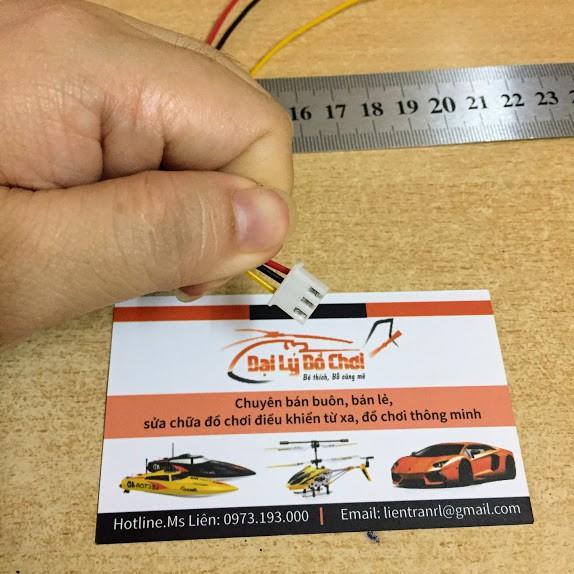 16 17 18 19 20 21 22 23
Đại Lý Đồ Chơi
Bé thích, Bố cũng mê
Chuyên bán buôn, bán lẻ,
sửa chữa đồ chơi điều khiển từ xa, đồ chơi thông minh
Hotline.Ms Liên: 0973.193.000 | Email: lientranrl@gmail.com